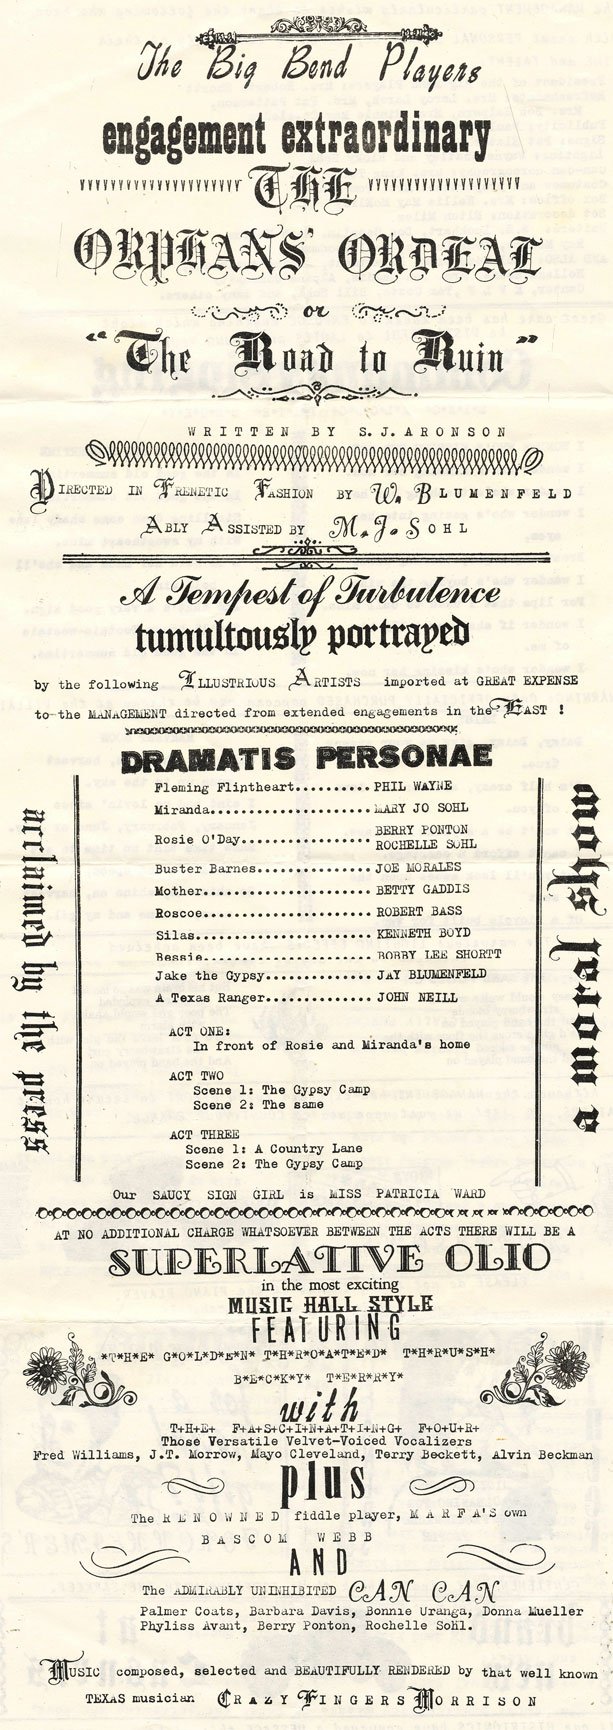 The Big Bend Players
engagement extraordinary
THE
ORPHANS' ORDEAL
or
"The Road to Ruin"
WRITTEN BY S.J. ARONSON
DIRECTED IN FRENETIC FASHION BY W. BLUMENFELD
ABLY ASSISTED BY M.J. SOHL
A Tempest of Turbulence
tumultously portrayed
by the following ILLUSTRIOUS ARTISTS imported at GREAT EXPENSE
to the MANAGEMENT directed from extended engagements in the EAST !
DRAMATIS PERSONAE
Fleming Flintheart.......... PHIL WAYNE
Miranda..................... MARY JO SOHL
Rosie O'Day................. BERRY PONTON
ROCHELLE SOHL
Buster Barnes............... JOE MORALES
Mother...................... BETTY GADDIS
Roscoe...................... ROBERT BASS
Silas....................... KENNETH BOYD
Bessie...................... BOBBY LEE SHORTT
Jake the Gypsy.............. JAY BLUMENFELD
A Texas Ranger.............. JOHN NEILL
ACT ONE:
In front of Rosie and Miranda's home
ACT TWO
Scene 1: The Gypsy Camp
Scene 2: The same
ACT THREE
Scene 1: A Country Lane
Scene 2: The Gypsy Camp
acclaimed by the press
a moral show
Our SAUCY SIGN GIRL is MISS PATRICIA WARD
AT NO ADDITIONAL CHARGE WHATSOEVER BETWEEN THE ACTS THERE WILL BE A
SUPERLATIVE OLIO
in the most exciting
MUSIC HALL STYLE
FEATURING
*T*H*E* G*O*L*D*E*N* T*H*R*O*A*T*E*D* T*H*R*U*S*H*
B*E*C*K*Y* T*E*R*R*Y*
with
T+H+E+ F+A+S+C+I+N+A+T+I+N+G+ F+O+U+R+
Those Versatile Velvet-Voiced Vocalizers
Fred Williams, J.T. Morrow, Mayo Cleveland, Terry Beckett, Alvin Beckman
plus
The RENOWNED fiddle player, MARFA'S own
BASCOM WEBB
AND
The ADMIRABLY UNINHIBITED CAN CAN
Palmer Coats, Barbara Davis, Bonnie Uranga, Donna Mueller
Phyliss Avant, Berry Ponton, Rochelle SoHl.
MUSIC composed, selected and BEAUTIFULLY RENDERED by that well known
TEXAS musician CRAZY FINGERS MORRISON